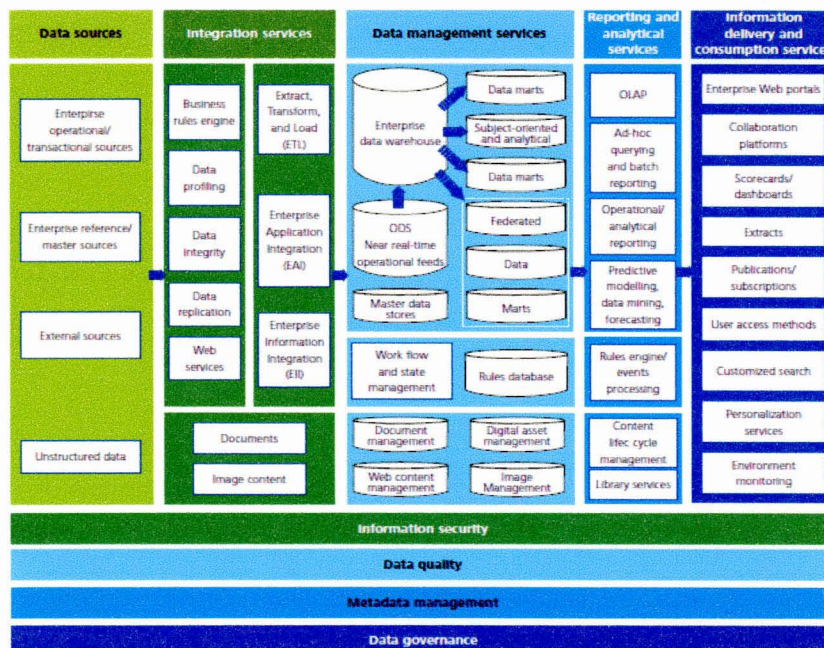 Data sources
Integration services
Data management services
Reporting and
analytical services
Information
delivery and
consumption service
Enterpirse
operational/
transactional sources
Enterprise reference/
master sources
External sources
Unstructured data
Business
rules engine
Data
profiling
Data
integrity
Data
replication
Web
services
Extract,
Transform,
and Load
(ETL)
Enterprise
Application
Integration
(EAI)
Enterprise
Information
Integration
(EII)
Documents
Image content
Enterprise
data warehouse
ODS
Near real-time
operational feeds
Master data
stores
Data marts
Subject-oriented
and analytical
Data marts
Federated
Data
Marts
Work flow
and state
management
Rules database
Document
management
Digital asset
management
Web content
management
Image
Management
OLAP
Ad-hoc
querying
and batch
reporting
Operational/
analytical
reporting
Predictive
modelling,
data mining,
forecasting
Rules engine/
events
processing
Content
lifec cycle
management
Library services
Enterprise Web portals
Collaboration
platforms
Scorecards/
dashboards
Extracts
Publications/
subscriptions
User access methods
Customized search
Personalization
services
Environment
monitoring
Information security
Data quality
Metadata management
Data governance